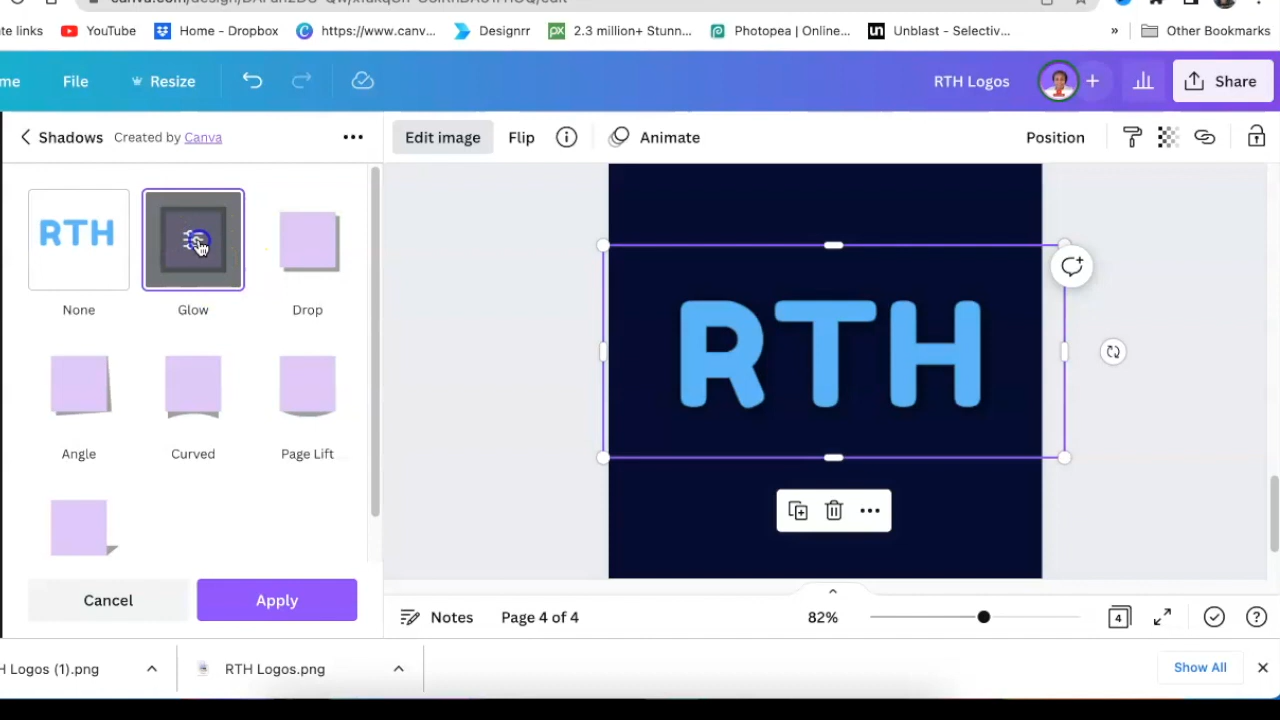 te links YouTube Home - Dropbox https://www.canv... Designrr 2.3 million+ Stunn... Photopea | Online... Unblast - Selectiv... » Other Bookmarks
me File Resize RTH Logos + Share
Shadows Created by Canva ... Edit image Flip Animate Position
RTH
None Glow Drop
RTH
Angle Curved Page Lift
Cancel Apply
Notes Page 4 of 4 82% 4 ?
H Logos (1).png RTH Logos.png Show All